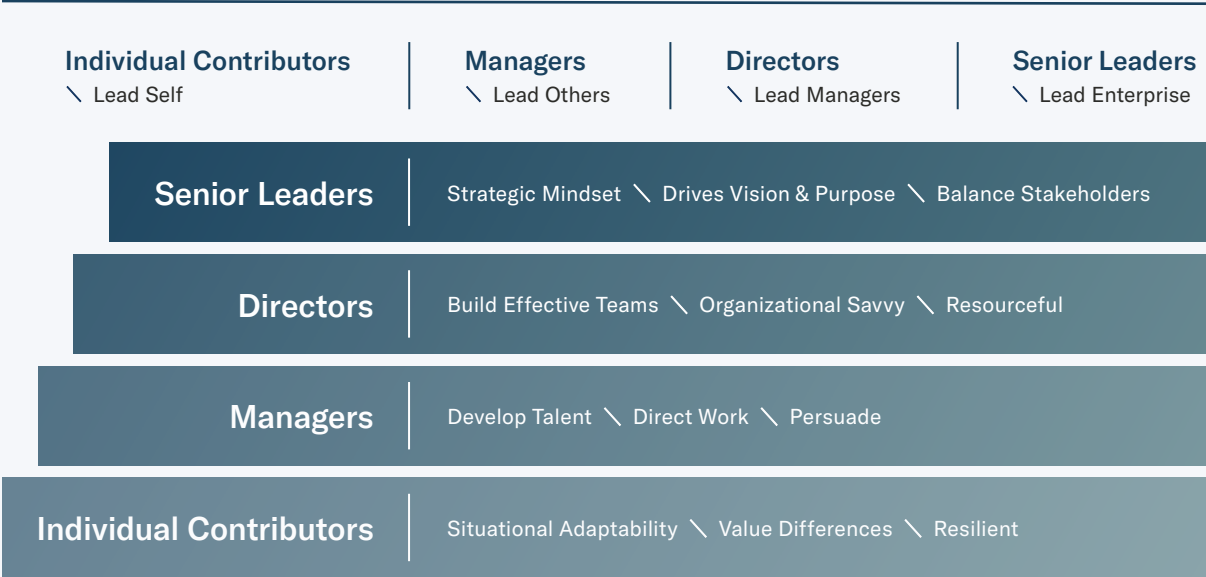 Individual Contributors
\ Lead Self
Managers
\ Lead Others
Directors
\ Lead Managers
Senior Leaders
\ Lead Enterprise
Senior Leaders
Strategic Mindset \ Drives Vision & Purpose \ Balance Stakeholders
Directors
Build Effective Teams \ Organizational Savvy \ Resourceful
Managers
Develop Talent \ Direct Work \ Persuade
Individual Contributors
Situational Adaptability \ Value Differences \ Resilient